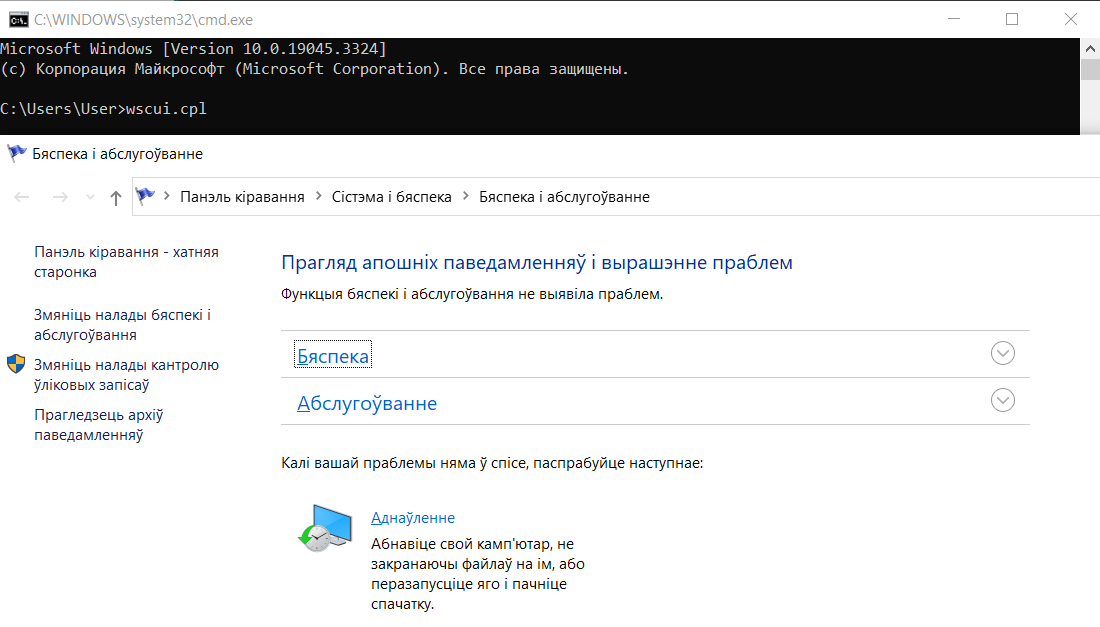 C:\WINDOWS\system32\cmd.exe
Microsoft Windows [Version 10.0.19045.3324]
(c) Корпорация Майкрософт (Microsoft Corporation). Все права защищены.
C:\Users\User>wscui.cpl
Бяспека і абслугоўванне
Панэль кіравання
Сістэма і бяспека
Бяспека і абслугоўванне
Панэль кіравання - хатняя
старонка
Змяніць налады бяспекі і
абслугоўвання
Змяніць налады кантролю
ўліковых запісаў
Прагледзець архіў
паведамленняў
Прагляд апошніх паведамленняў і вырашэнне праблем
Функцыя бяспекі і абслугоўвання не выявіла праблем.
Бяспека
Абслугоўванне
Калі вашай праблемы няма ў спісе, паспрабуйце наступнае:
Аднаўленне
Абнавіце свой камп'ютар, не
закранаючы файлаў на ім, або
перазапусціце яго і пачніце
спачатку.